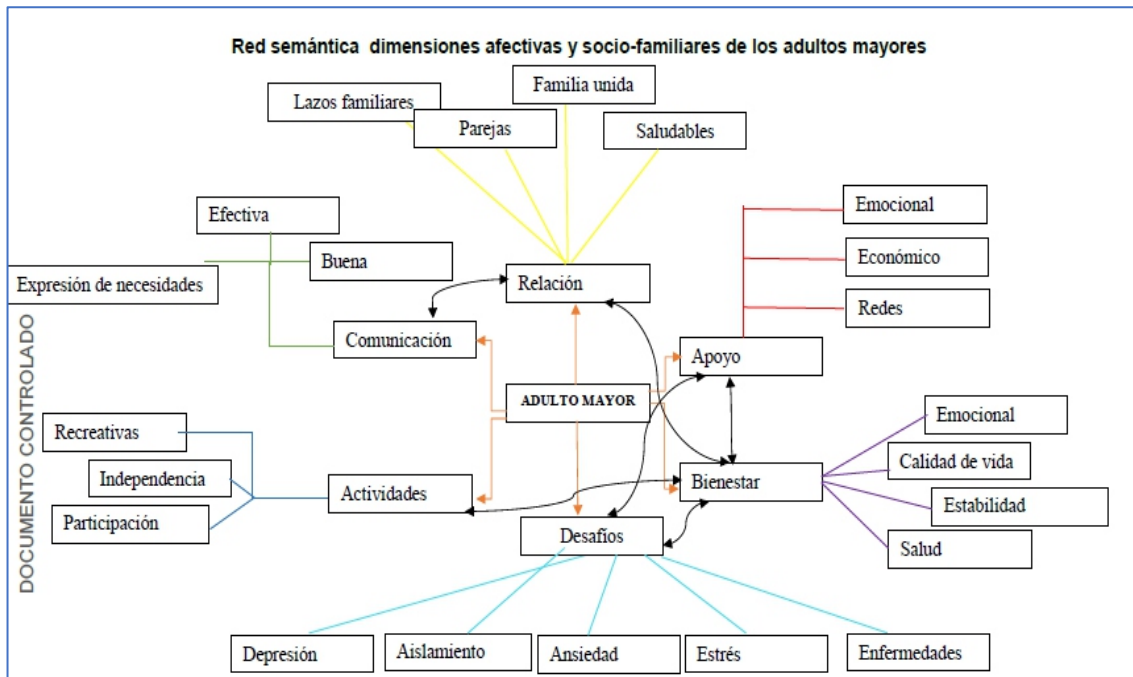 Red semántica dimensiones afectivas y socio-familiares de los adultos mayores
Familia unida
Lazos familiares
Parejas
Saludables
Efectiva
Buena
Expresión de necesidades
Emocional
Económico
Redes
Relación
Comunicación
Apoyo
ADULTO MAYOR
Recreativas
Independencia
Participación
Actividades
Bienestar
Desafíos
Emocional
Calidad de vida
Estabilidad
Salud
Depresión
Aislamiento
Ansiedad
Estrés
Enfermedades
DOCUMENTO CONTROLADO